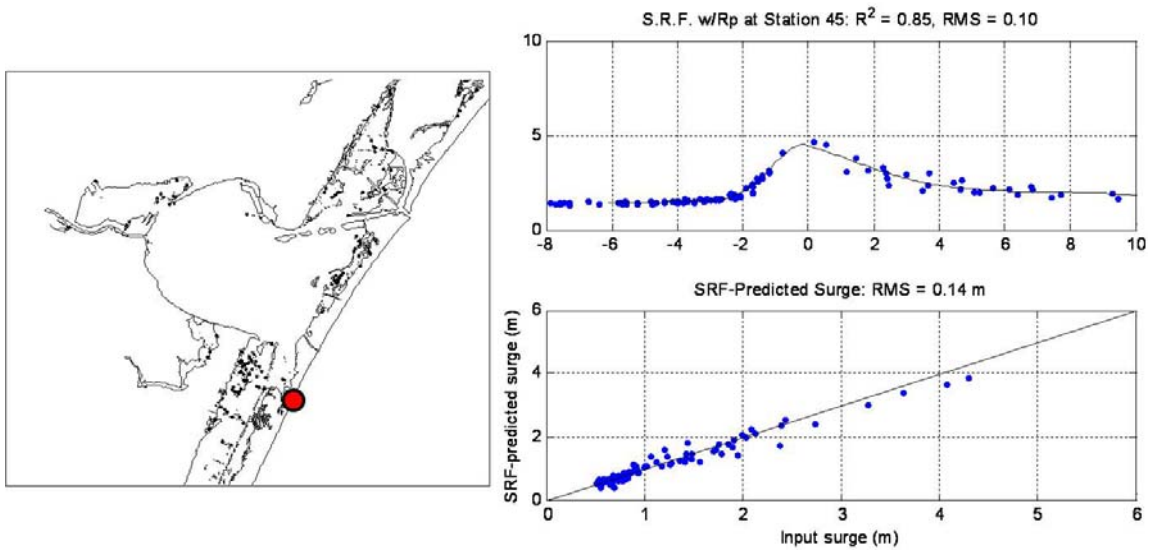 S.R.F. w/Rp at Station 45: R² = 0.85, RMS = 0.10
10
5
0
-8 -6 -4 -2 0 2 4 6 8 10
SRF-Predicted Surge: RMS = 0.14 m
SRF-predicted surge (m)
6
4
2
0
0 1 2 3 4 5 6
Input surge (m)